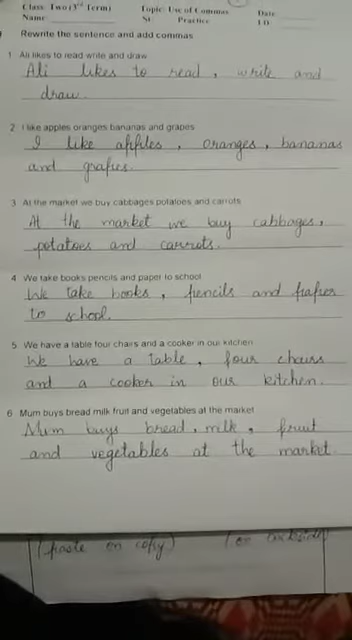 Class Two (3rd Term) Topic: Use of Commas Date
Name Practice ID
Rewrite the sentence and add commas
1 Ali likes to read write and draw
Ali likes to read, write and
draw.
2 I like apples oranges bananas and grapes
I like apples, oranges, bananas
and grapes.
3 At the market we buy cabbages potatoes and carrots
At the market we buy cabbages,
potatoes and carrots.
4 We take books pencils and paper to school
We take books, pencils and paper
to school.
5 We have a table four chairs and a cooker in our kitchen
We have a table, four chairs
and a cooker in our kitchen.
6 Mum buys bread milk fruit and vegetables at the market
Mum buys bread, milk, fruit
and vegetables at the market.
(paste on copy)